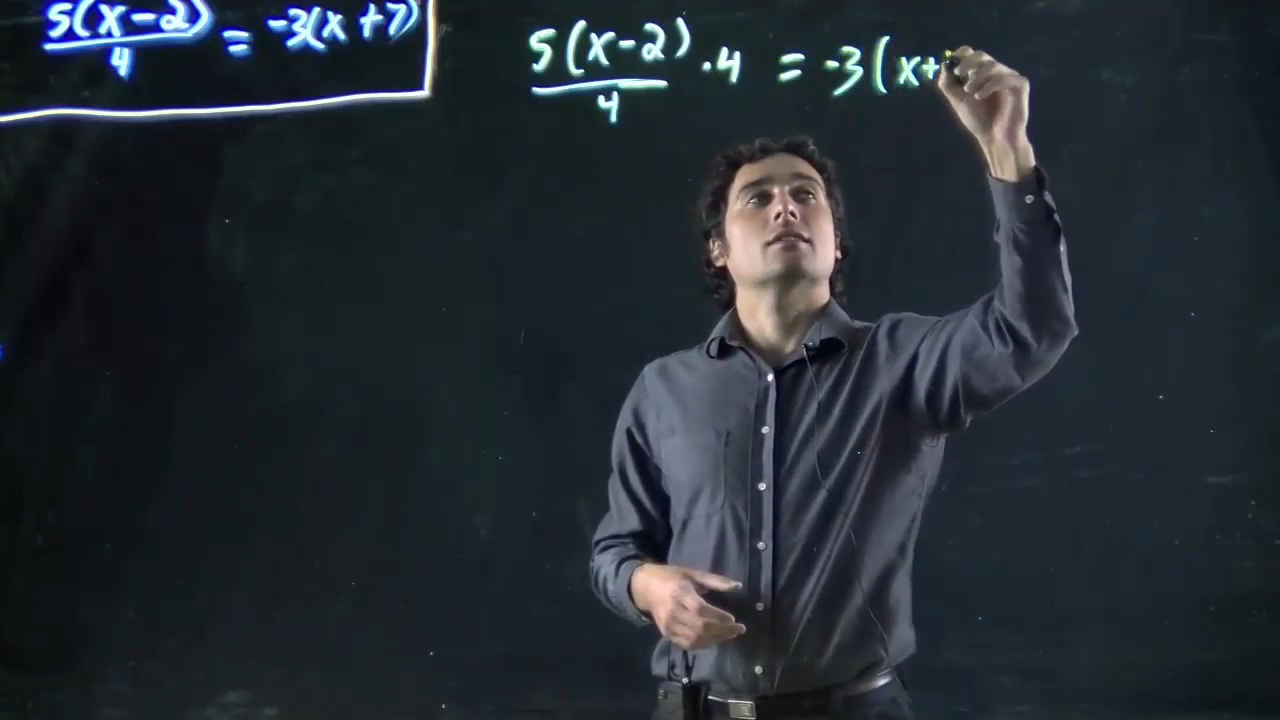 5(x-2)/4 = -3(x+7)
5(x-2)/4 · 4 = -3(x+